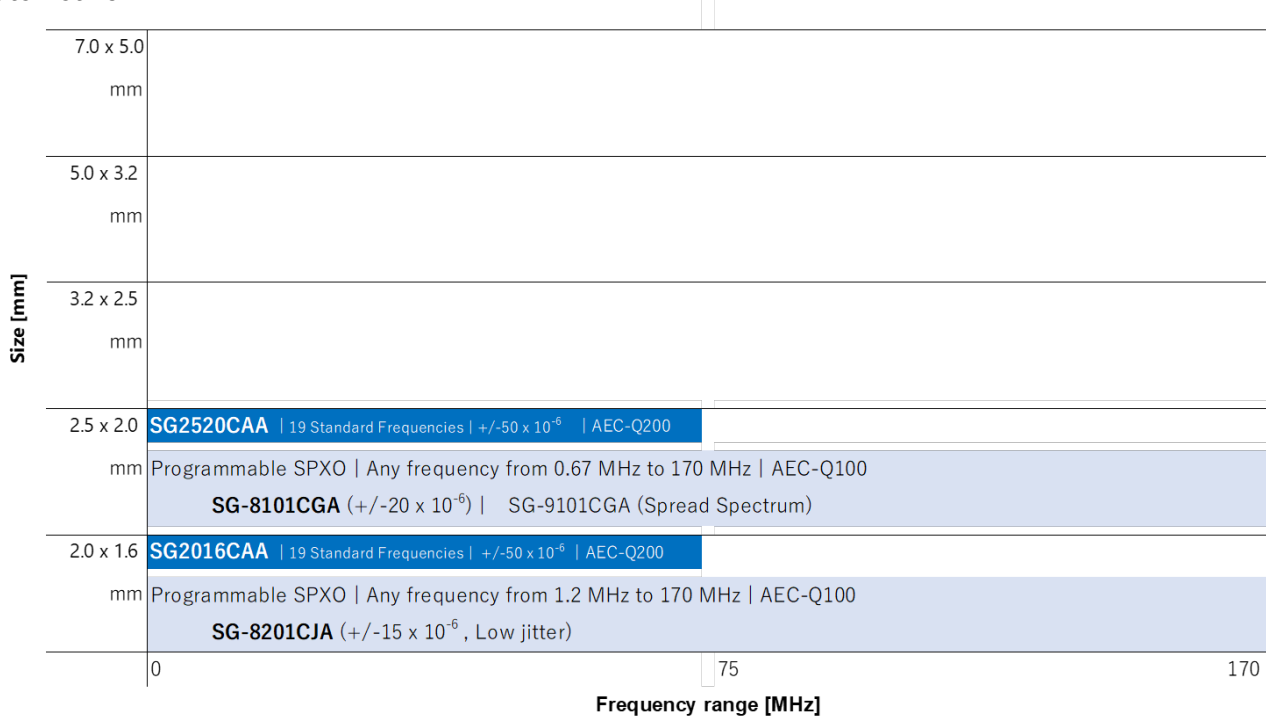 7.0 x 5.0
mm
5.0 x 3.2
mm
3.2 x 2.5
mm
Size [mm]
2.5 x 2.0 SG2520CAA | 19 Standard Frequencies | +/-50 x 10⁻⁶ | AEC-Q200
mm Programmable SPXO | Any frequency from 0.67 MHz to 170 MHz | AEC-Q100
SG-8101CGA (+/-20 x 10⁻⁶) | SG-9101CGA (Spread Spectrum)
2.0 x 1.6 SG2016CAA | 19 Standard Frequencies | +/-50 x 10⁻⁶ | AEC-Q200
mm Programmable SPXO | Any frequency from 1.2 MHz to 170 MHz | AEC-Q100
SG-8201CJA (+/-15 x 10⁻⁶ , Low jitter)
0 75 170
Frequency range [MHz]